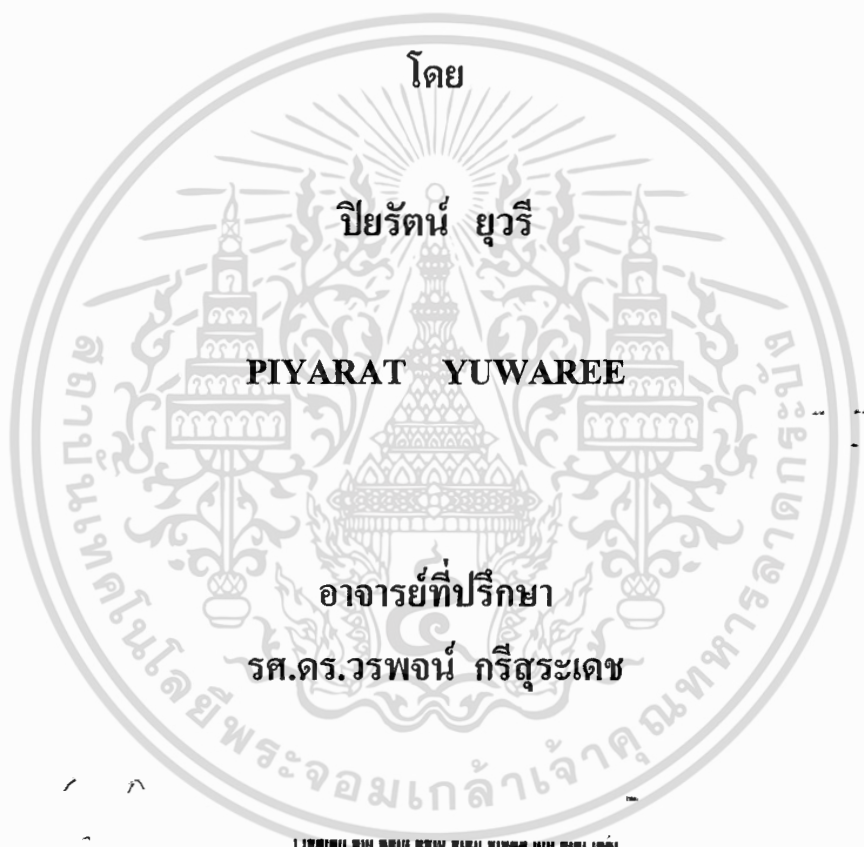 โดย
ปิยรัตน์ ยุวรี
PIYARAT YUWAREE
อาจารย์ที่ปรึกษา
รศ.ดร.วรพจน์ กรีสุระเดช
สถาบันเทคโนโลยีพระจอมเกล้าเจ้าคุณทหารลาดกระบัง